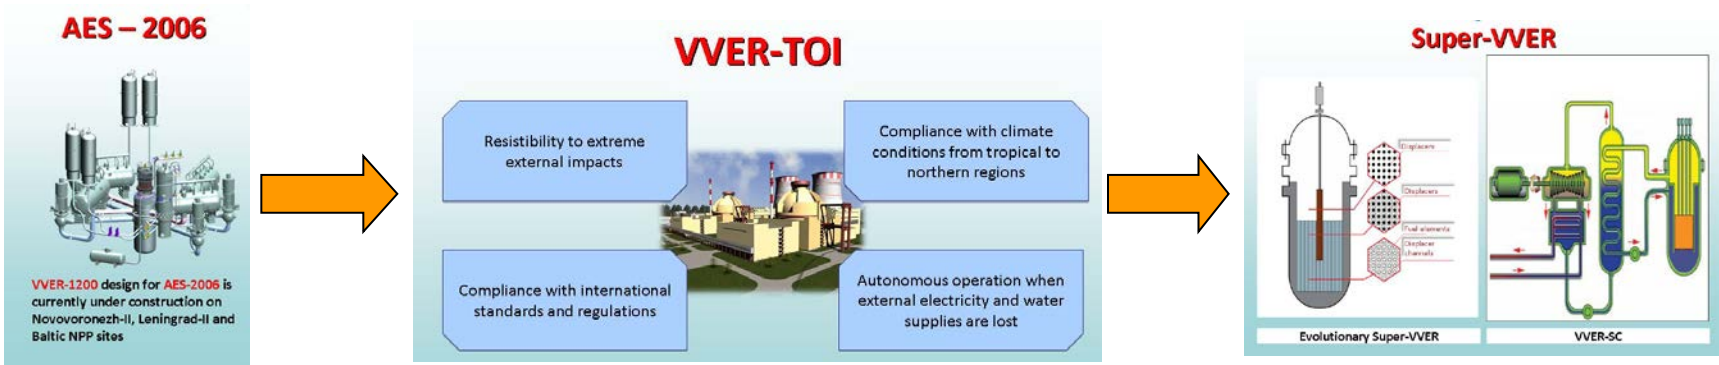 AES – 2006
VVER-1200 design for AES-2006 is
currently under construction on
Novovoronezh-II, Leningrad-II and
Baltic NPP sites
VVER-TOI
Resistibility to extreme
external impacts
Compliance with climate
conditions from tropical to
northern regions
Compliance with international
standards and regulations
Autonomous operation when
external electricity and water
supplies are lost
Super-VVER
Displacers
Displacers
Fuel elements
Displacer
channels
Evolutionary Super-VVER
VVER-SC